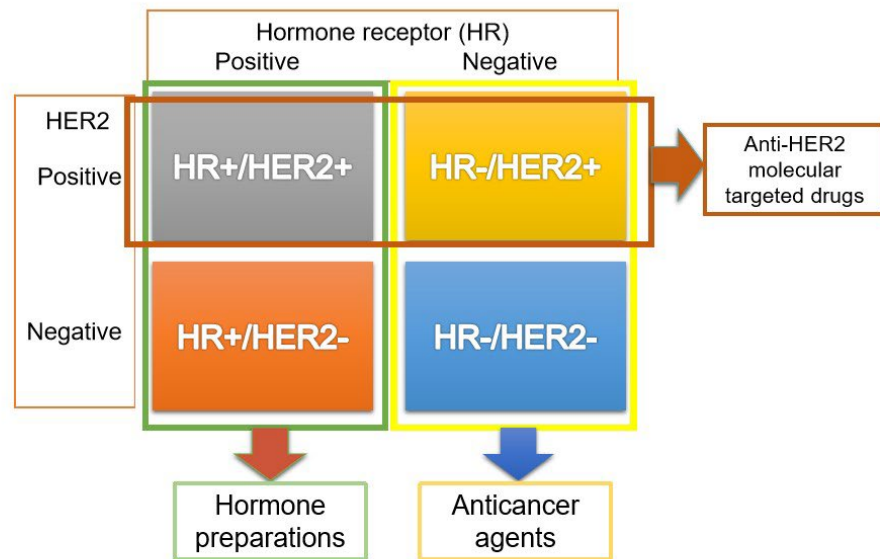 Hormone receptor (HR)
Positive
Negative
HER2
Positive
HR+/HER2+
HR-/HER2+
Anti-HER2
molecular
targeted drugs
Negative
HR+/HER2-
HR-/HER2-
Hormone
preparations
Anticancer
agents